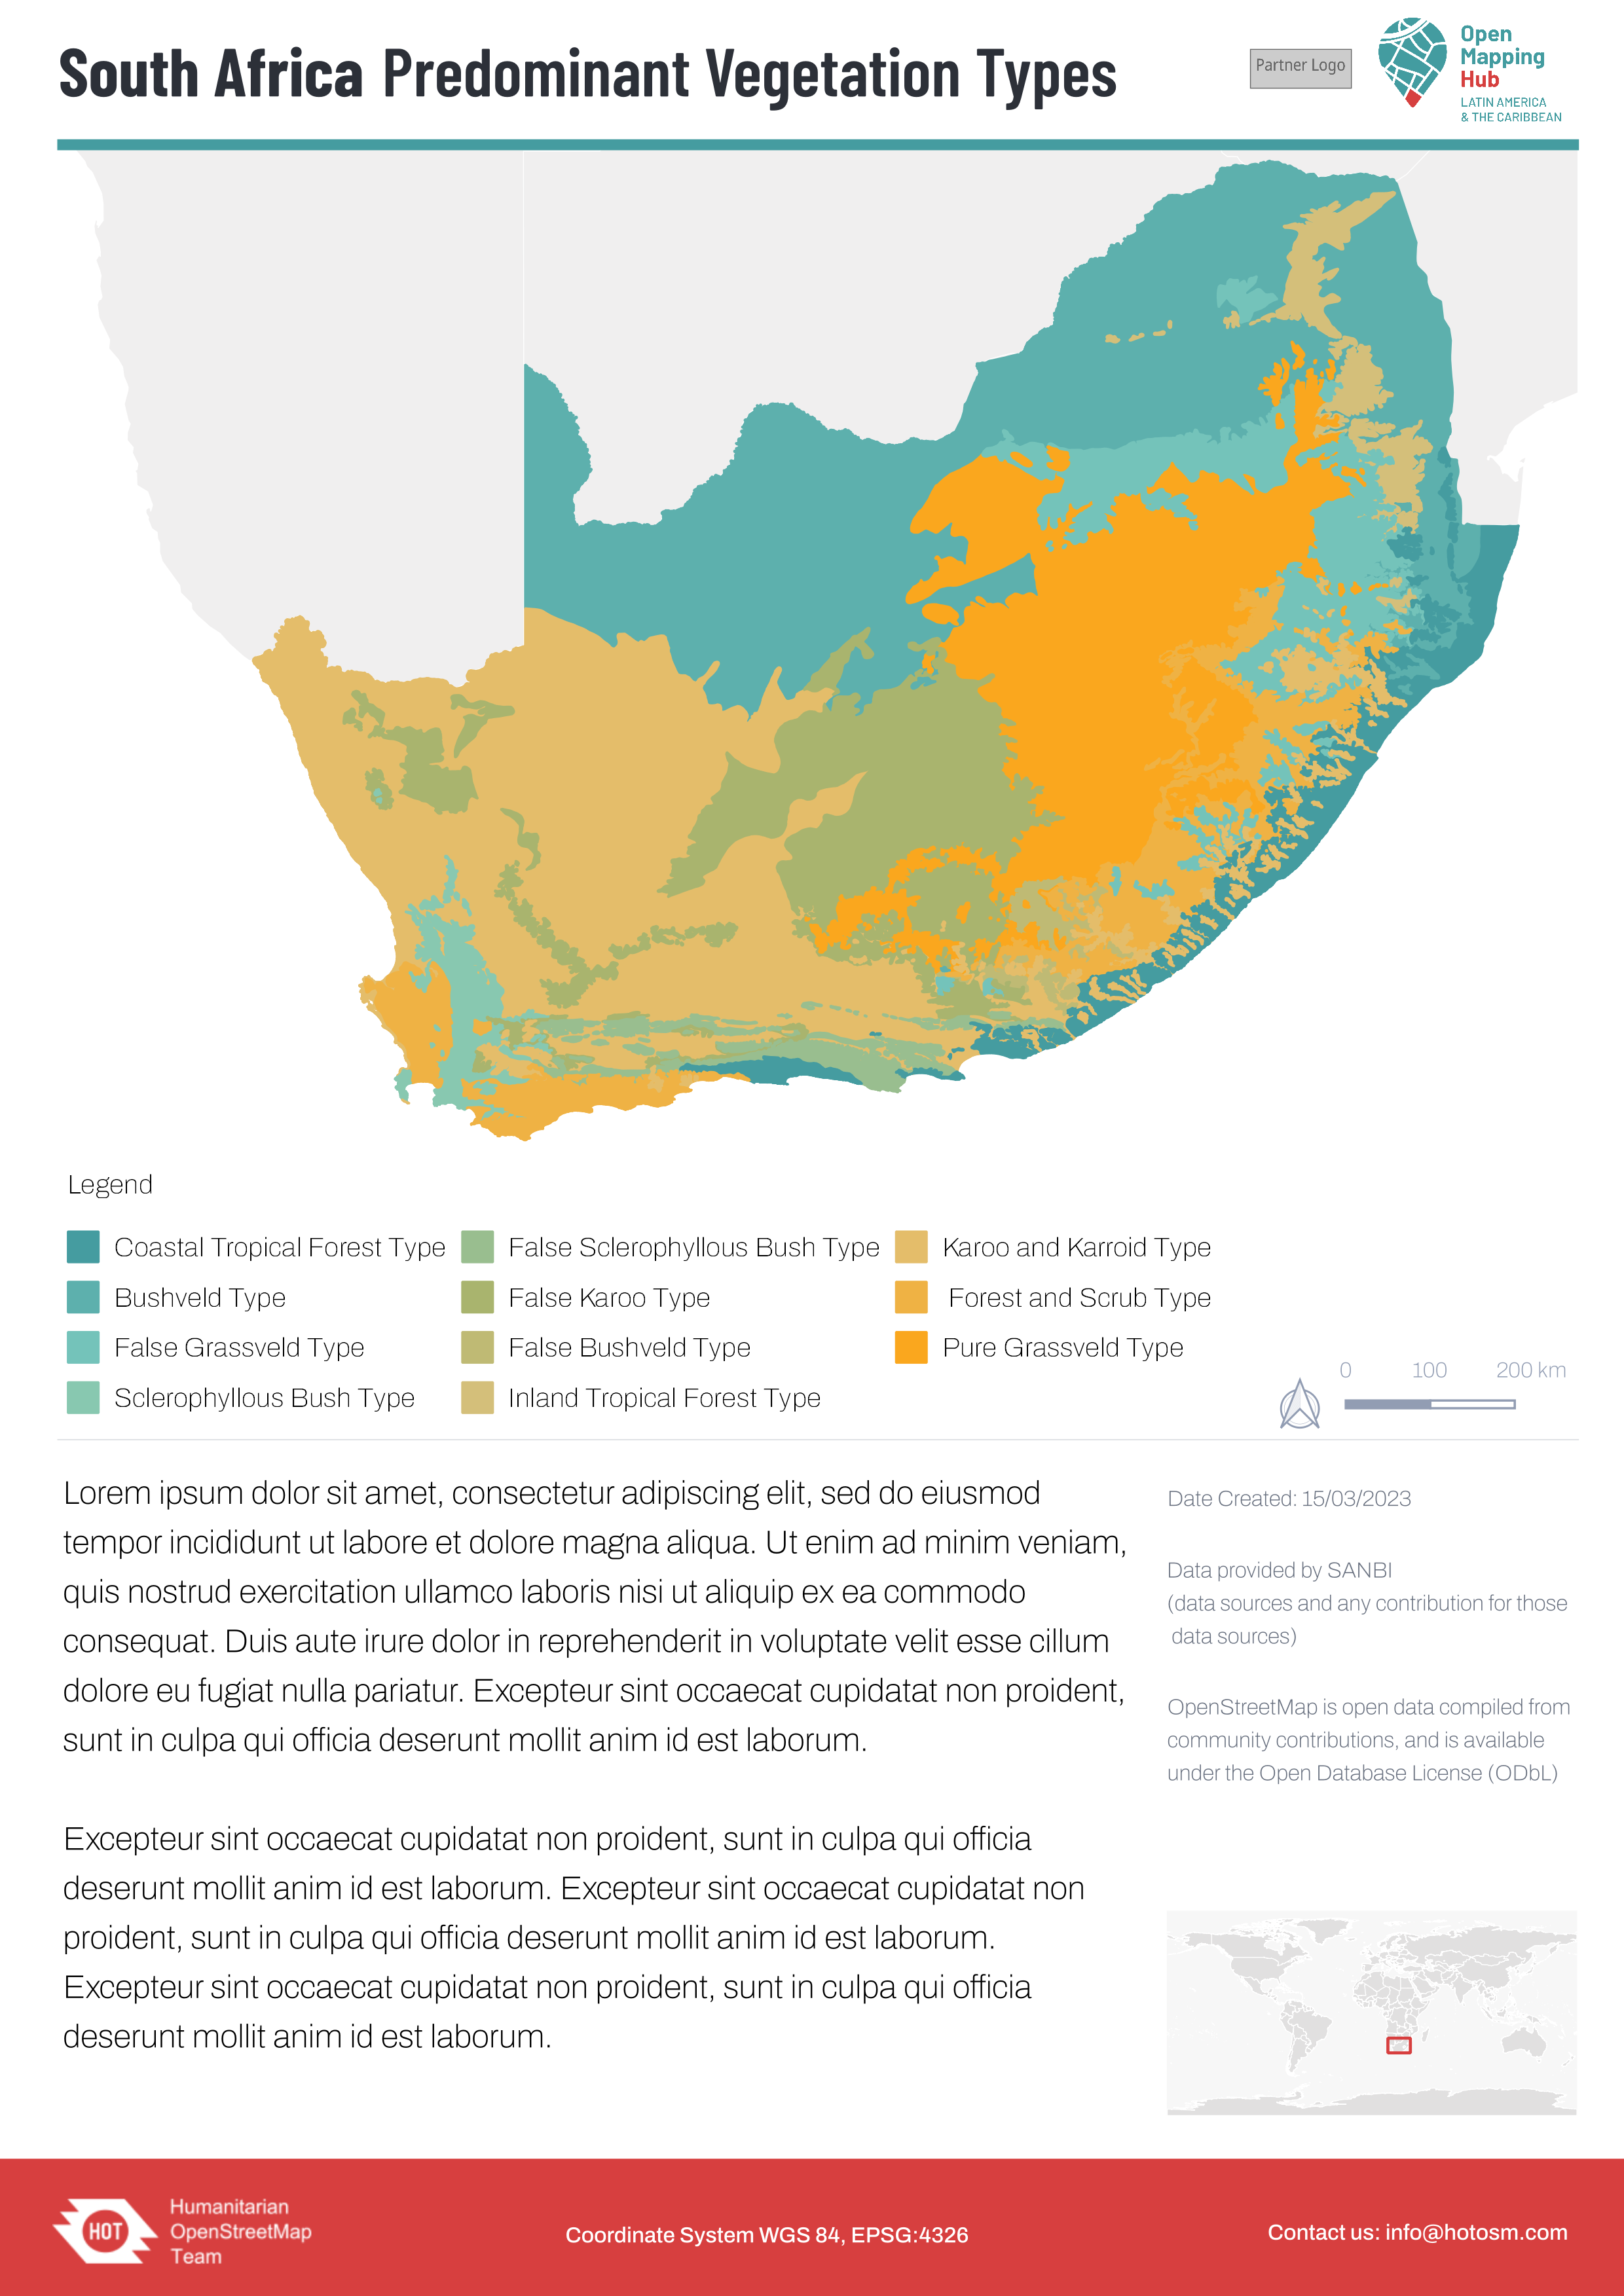 South Africa Predominant Vegetation Types
Partner Logo
Open
Mapping
Hub
LATIN AMERICA
& THE CARIBBEAN
Legend
Coastal Tropical Forest Type
Bushveld Type
False Grassveld Type
Sclerophyllous Bush Type
False Sclerophyllous Bush Type
False Karoo Type
False Bushveld Type
Inland Tropical Forest Type
Karoo and Karroid Type
Forest and Scrub Type
Pure Grassveld Type
0 100 200 km
Lorem ipsum dolor sit amet, consectetur adipiscing elit, sed do eiusmod
tempor incididunt ut labore et dolore magna aliqua. Ut enim ad minim veniam,
quis nostrud exercitation ullamco laboris nisi ut aliquip ex ea commodo
consequat. Duis aute irure dolor in reprehenderit in voluptate velit esse cillum
dolore eu fugiat nulla pariatur. Excepteur sint occaecat cupidatat non proident,
sunt in culpa qui officia deserunt mollit anim id est laborum.
Excepteur sint occaecat cupidatat non proident, sunt in culpa qui officia
deserunt mollit anim id est laborum. Excepteur sint occaecat cupidatat non
proident, sunt in culpa qui officia deserunt mollit anim id est laborum.
Excepteur sint occaecat cupidatat non proident, sunt in culpa qui officia
deserunt mollit anim id est laborum.
Date Created: 15/03/2023
Data provided by SANBI
(data sources and any contribution for those
data sources)
OpenStreetMap is open data compiled from
community contributions, and is available
under the Open Database License (ODbL)
HOT
Humanitarian
OpenStreetMap
Team
Coordinate System WGS 84, EPSG:4326
Contact us: info@hotosm.com